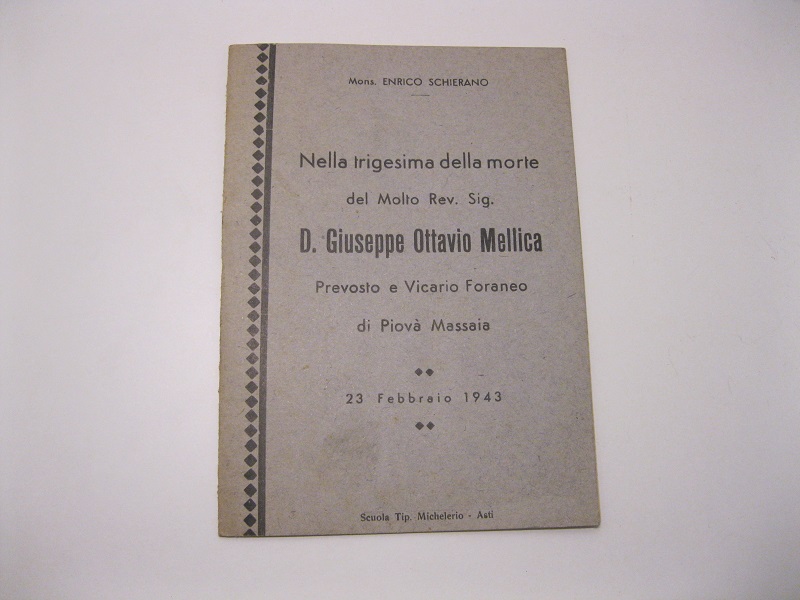 Mons. ENRICO SCHIERANO
Nella trigesima della morte
del Molto Rev. Sig.
D. Giuseppe Ottavio Mellica
Prevosto e Vicario Foraneo
di Piovà Massaia
23 Febbraio 1943
Scuola Tip. Michelerio - Asti